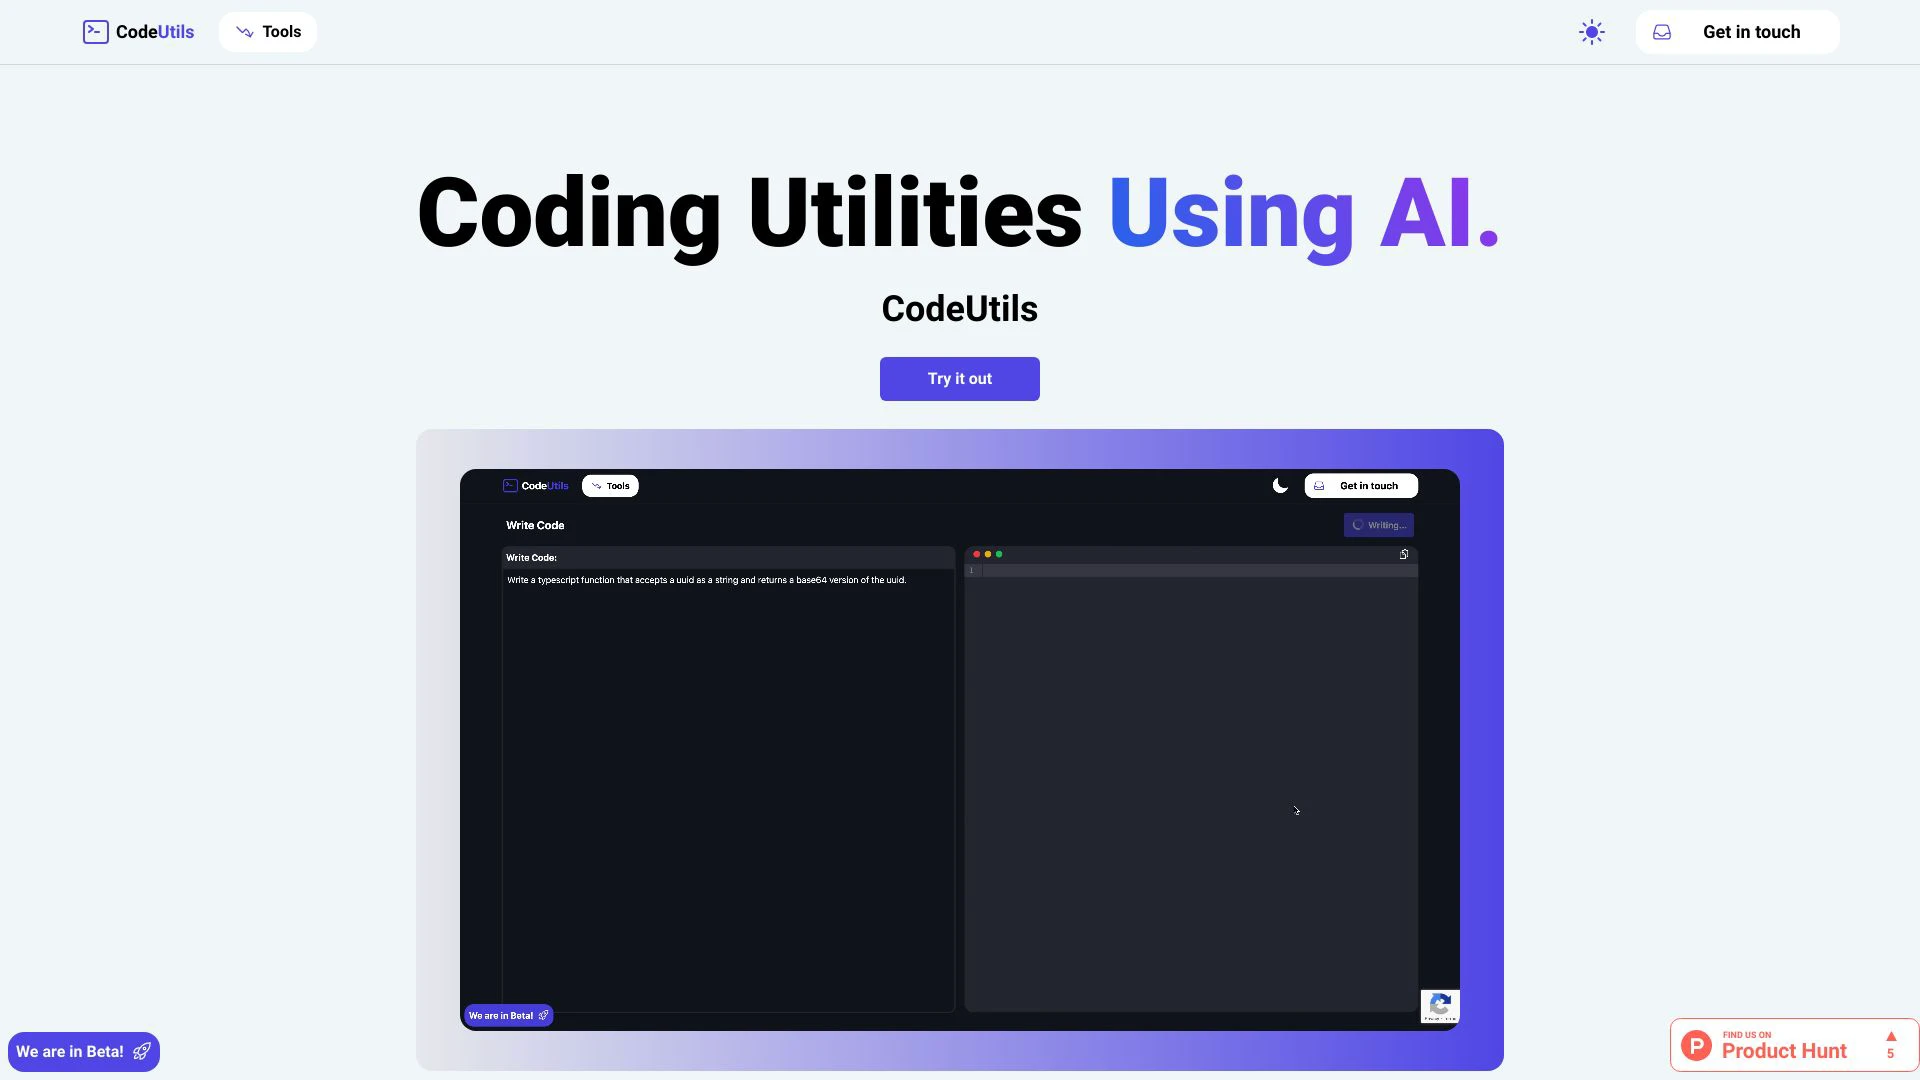 CodeUtils
Tools
Get in touch
Coding Utilities Using AI.
CodeUtils
Try it out
CodeUtils
Tools
Get in touch
Write Code
Writing...
Write Code:
Write a typescript function that accepts a uuid as a string and returns a base64 version of the uuid.
1
We are in Beta!
We are in Beta!
FIND US ON
Product Hunt
5